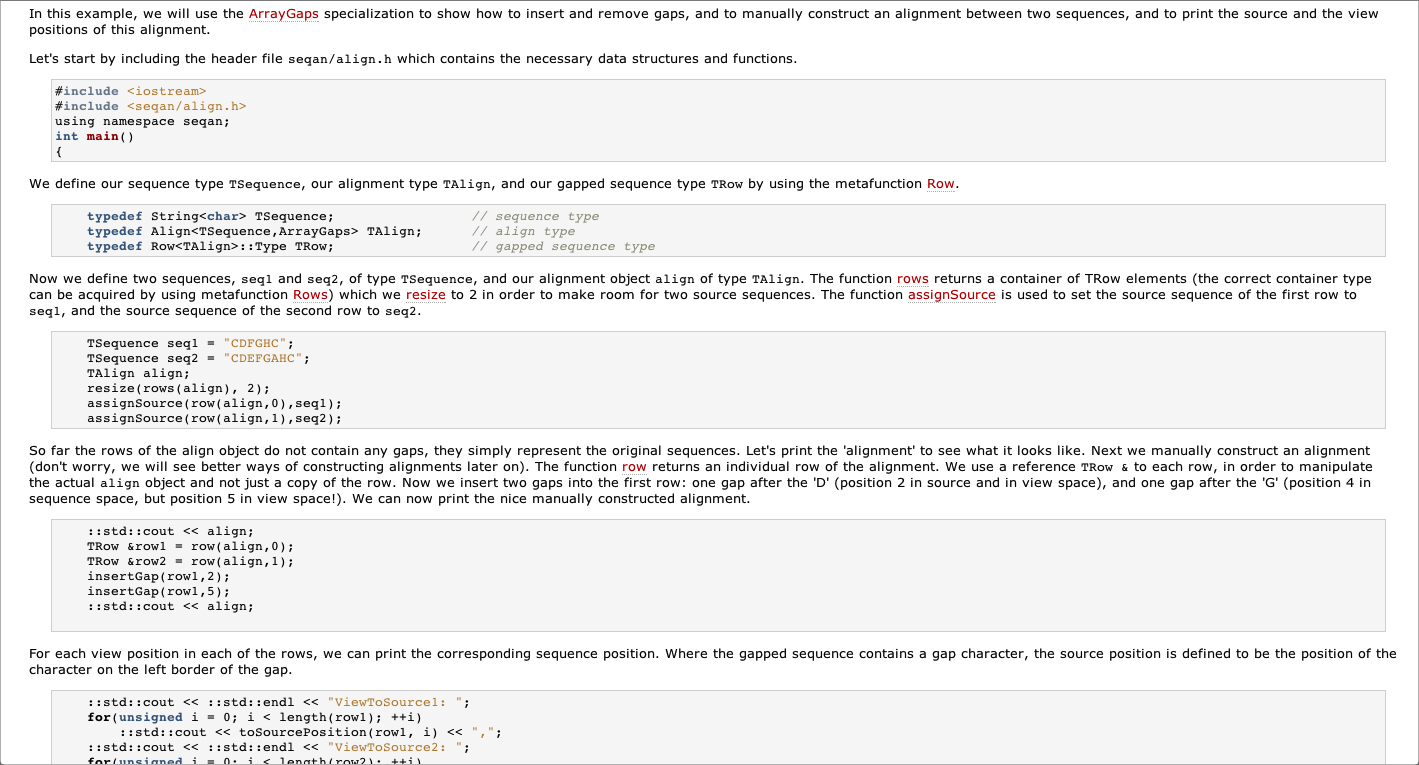 In this example, we will use the ArrayGaps specialization to show how to insert and remove gaps, and to manually construct an alignment between two sequences, and to print the source and the view
positions of this alignment.
Let's start by including the header file seqan/align.h which contains the necessary data structures and functions.
#include <iostream>
#include <seqan/align.h>
using namespace seqan;
int main()
{
We define our sequence type TSequence, our alignment type TAlign, and our gapped sequence type TRow by using the metafunction Row.
typedef String<char> TSequence;                 // sequence type
typedef Align<TSequence,ArrayGaps> TAlign;      // align type
typedef Row<TAlign>::Type TRow;                 // gapped sequence type
Now we define two sequences, seq1 and seq2, of type TSequence, and our alignment object align of type TAlign. The function rows returns a container of TRow elements (the correct container type
can be acquired by using metafunction Rows) which we resize to 2 in order to make room for two source sequences. The function assignSource is used to set the source sequence of the first row to
seq1, and the source sequence of the second row to seq2.
TSequence seq1 = "CDFGHC";
TSequence seq2 = "CDEFGAHC";
TAlign align;
resize(rows(align), 2);
assignSource(row(align,0),seq1);
assignSource(row(align,1),seq2);
So far the rows of the align object do not contain any gaps, they simply represent the original sequences. Let's print the 'alignment' to see what it looks like. Next we manually construct an alignment
(don't worry, we will see better ways of constructing alignments later on). The function row returns an individual row of the alignment. We use a reference TRow & to each row, in order to manipulate
the actual align object and not just a copy of the row. Now we insert two gaps into the first row: one gap after the 'D' (position 2 in source and in view space), and one gap after the 'G' (position 4 in
sequence space, but position 5 in view space!). We can now print the nice manually constructed alignment.
::std::cout << align;
TRow &row1 = row(align,0);
TRow &row2 = row(align,1);
insertGap(row1,2);
insertGap(row1,5);
::std::cout << align;
For each view position in each of the rows, we can print the corresponding sequence position. Where the gapped sequence contains a gap character, the source position is defined to be the position of the
character on the left border of the gap.
::std::cout << ::std::endl << "ViewToSource1: ";
for(unsigned i = 0; i < length(row1); ++i)
::std::cout << toSourcePosition(row1, i) << ",";
::std::cout << ::std::endl << "ViewToSource2: ";
for(unsigned i = 0; i < length(row2); ++i)